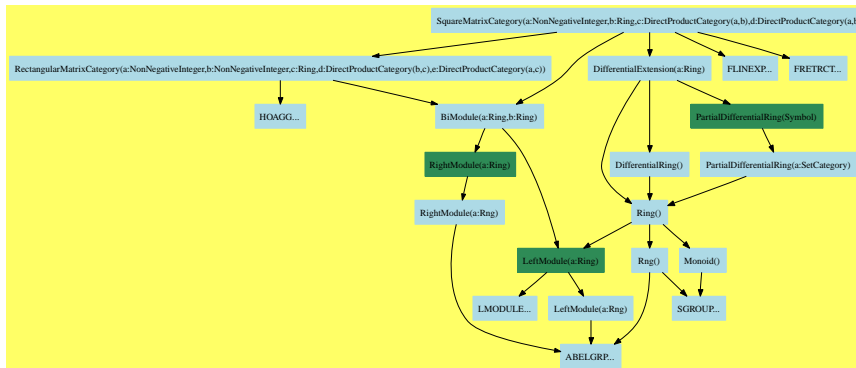 SquareMatrixCategory(a:NonNegativeInteger,b:Ring,c:DirectProductCategory(a,b),d:DirectProductCategory(a,b
RectangularMatrixCategory(a:NonNegativeInteger,b:NonNegativeInteger,c:Ring,d:DirectProductCategory(b,c),e:DirectProductCategory(a,c))
DifferentialExtension(a:Ring)
FLINEXP...
FRETRCT...
HOAGG...
BiModule(a:Ring,b:Ring)
PartialDifferentialRing(Symbol)
RightModule(a:Ring)
DifferentialRing()
PartialDifferentialRing(a:SetCategory)
RightModule(a:Rng)
Ring()
LeftModule(a:Ring)
Rng()
Monoid()
LMODULE...
LeftModule(a:Rng)
SGROUP...
ABELGRP...